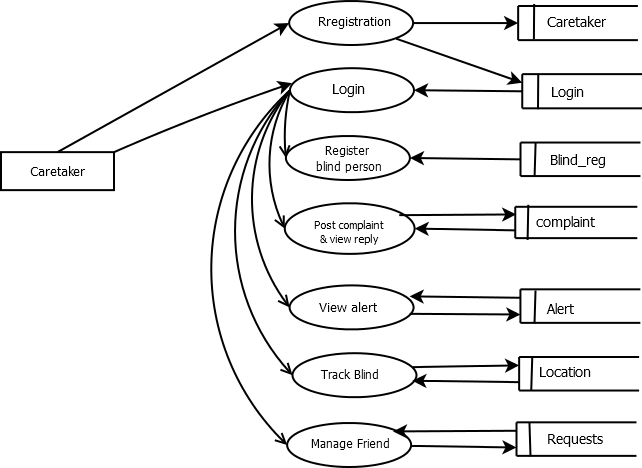 Rregistration
Caretaker
Login
Login
Caretaker
Register
blind person
Blind_reg
Post complaint
& view reply
complaint
View alert
Alert
Track Blind
Location
Manage Friend
Requests